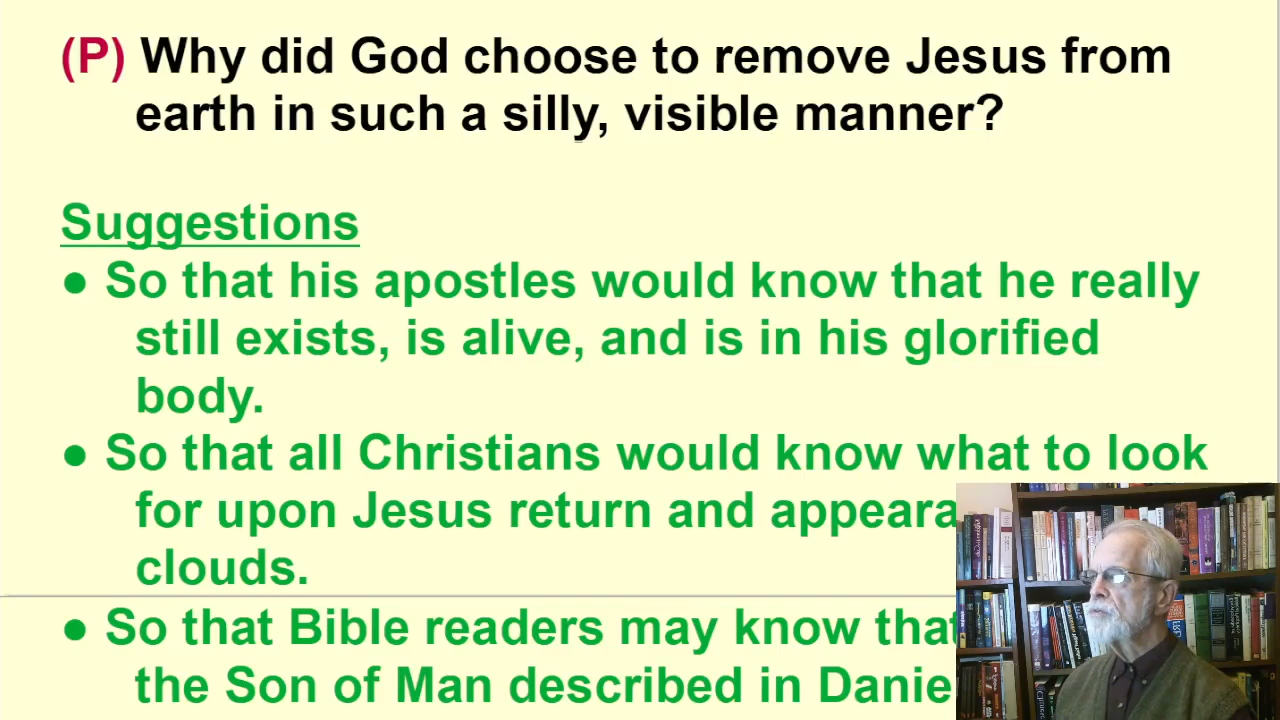 (P) Why did God choose to remove Jesus from
earth in such a silly, visible manner?
Suggestions
● So that his apostles would know that he really
still exists, is alive, and is in his glorified
body.
● So that all Christians would know what to look
for upon Jesus return and appeara
clouds.
● So that Bible readers may know that
the Son of Man described in Danie